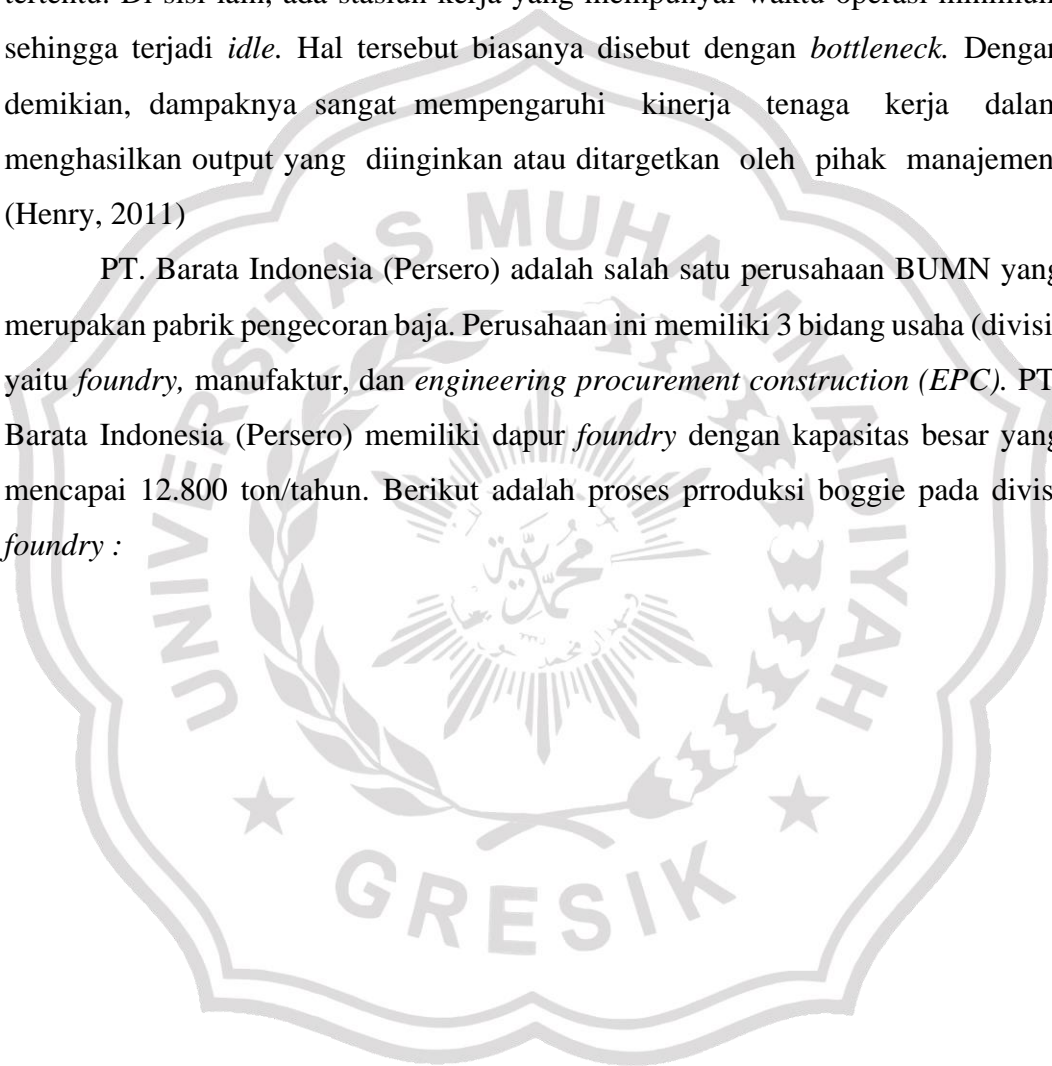 tertentu. Di sisi lain, ada stasiun kerja yang mempunyai waktu operasi minimum
sehingga terjadi idle. Hal tersebut biasanya disebut dengan bottleneck. Dengan
demikian, dampaknya sangat mempengaruhi kinerja tenaga kerja dalam
menghasilkan output yang diinginkan atau ditargetkan oleh pihak manajemen
(Henry, 2011)
PT. Barata Indonesia (Persero) adalah salah satu perusahaan BUMN yang
merupakan pabrik pengecoran baja. Perusahaan ini memiliki 3 bidang usaha (divisi
yaitu foundry, manufaktur, dan engineering procurement construction (EPC). PT
Barata Indonesia (Persero) memiliki dapur foundry dengan kapasitas besar yang
mencapai 12.800 ton/tahun. Berikut adalah proses prroduksi boggie pada divisi
foundry :
UNIVERSITAS MUHAMMADIYAH
GRESIK